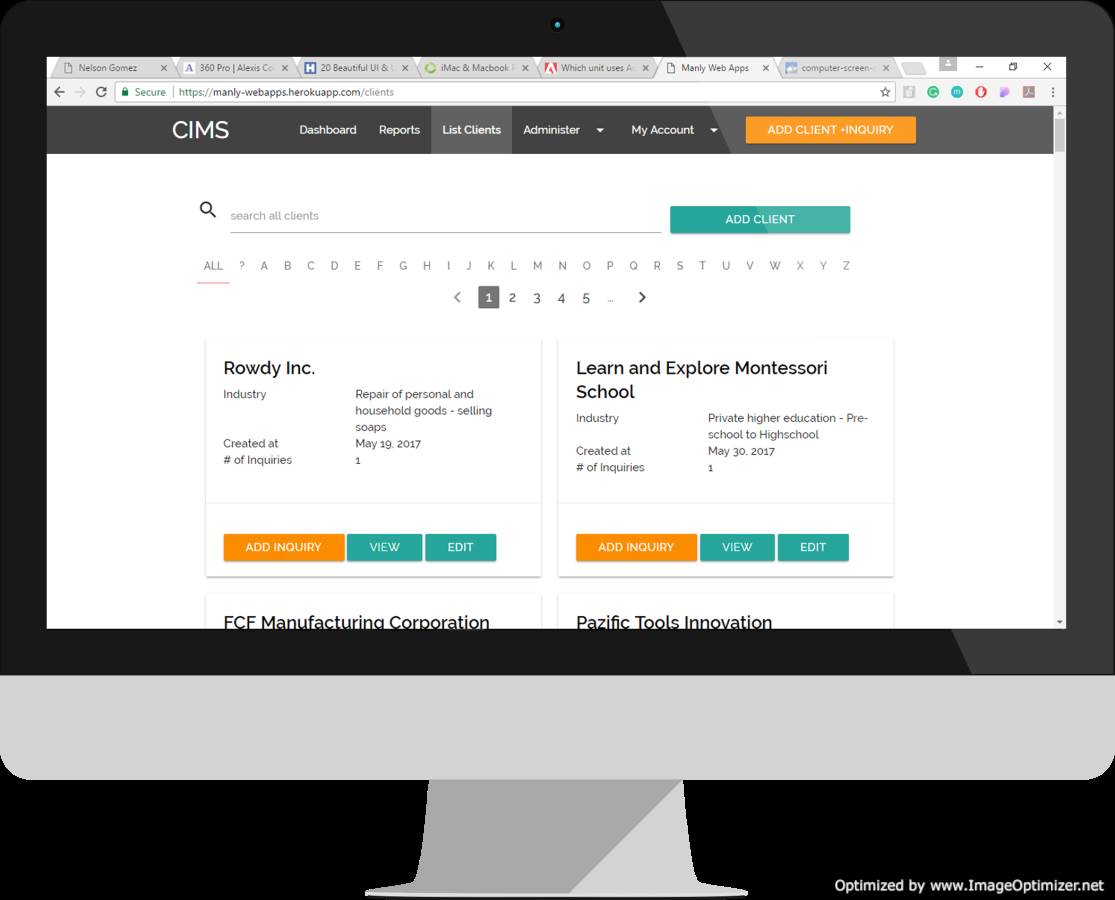 Nelson Gomez
360 Pro | Alexis Co
20 Beautiful UI & L
iMac & Macbook
Which unit uses A
Manly Web Apps
computer-screen-
Secure
https://manly-webapps.herokuapp.com/clients
CIMS
Dashboard
Reports
List Clients
Administer
My Account
ADD CLIENT +INQUIRY
search all clients
ADD CLIENT
ALL ? A B C D E F G H I J K L M N O P Q R S T U V W X Y Z
1 2 3 4 5 ...
Rowdy Inc.
Industry
Repair of personal and
household goods - selling
soaps
Created at
May 19, 2017
# of Inquiries
1
ADD INQUIRY
VIEW
EDIT
Learn and Explore Montessori
School
Industry
Private higher education - Pre-
school to Highschool
Created at
May 30, 2017
# of Inquiries
1
ADD INQUIRY
VIEW
EDIT
FCF Manufacturing Corporation
Pazific Tools Innovation
Optimized by www.ImageOptimizer.net